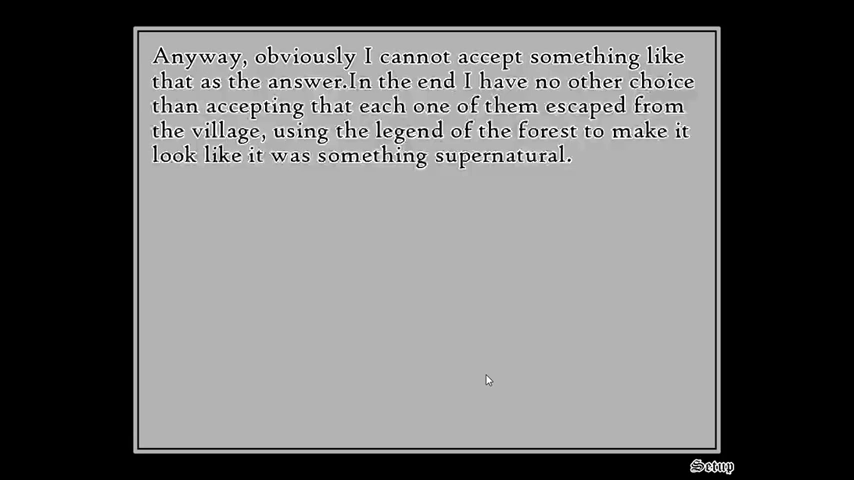 Anyway, obviously I cannot accept something like
that as the answer.In the end I have no other choice
than accepting that each one of them escaped from
the village, using the legend of the forest to make it
look like it was something supernatural.
Setup